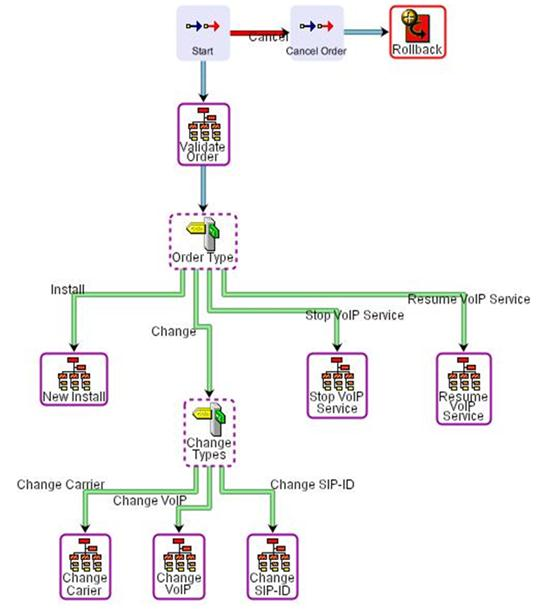 Start
Cancel
Cancel Order
Rollback
Validate
Order
Order Type
Install
Change
Stop VoIP Service
Resume VoIP Service
New Install
Stop VoIP
Service
Resume
VoIP
Service
Change
Types
Change Carrier
Change VoIP
Change SIP-ID
Change
Carier
Change
VoIP
Change
SIP-ID